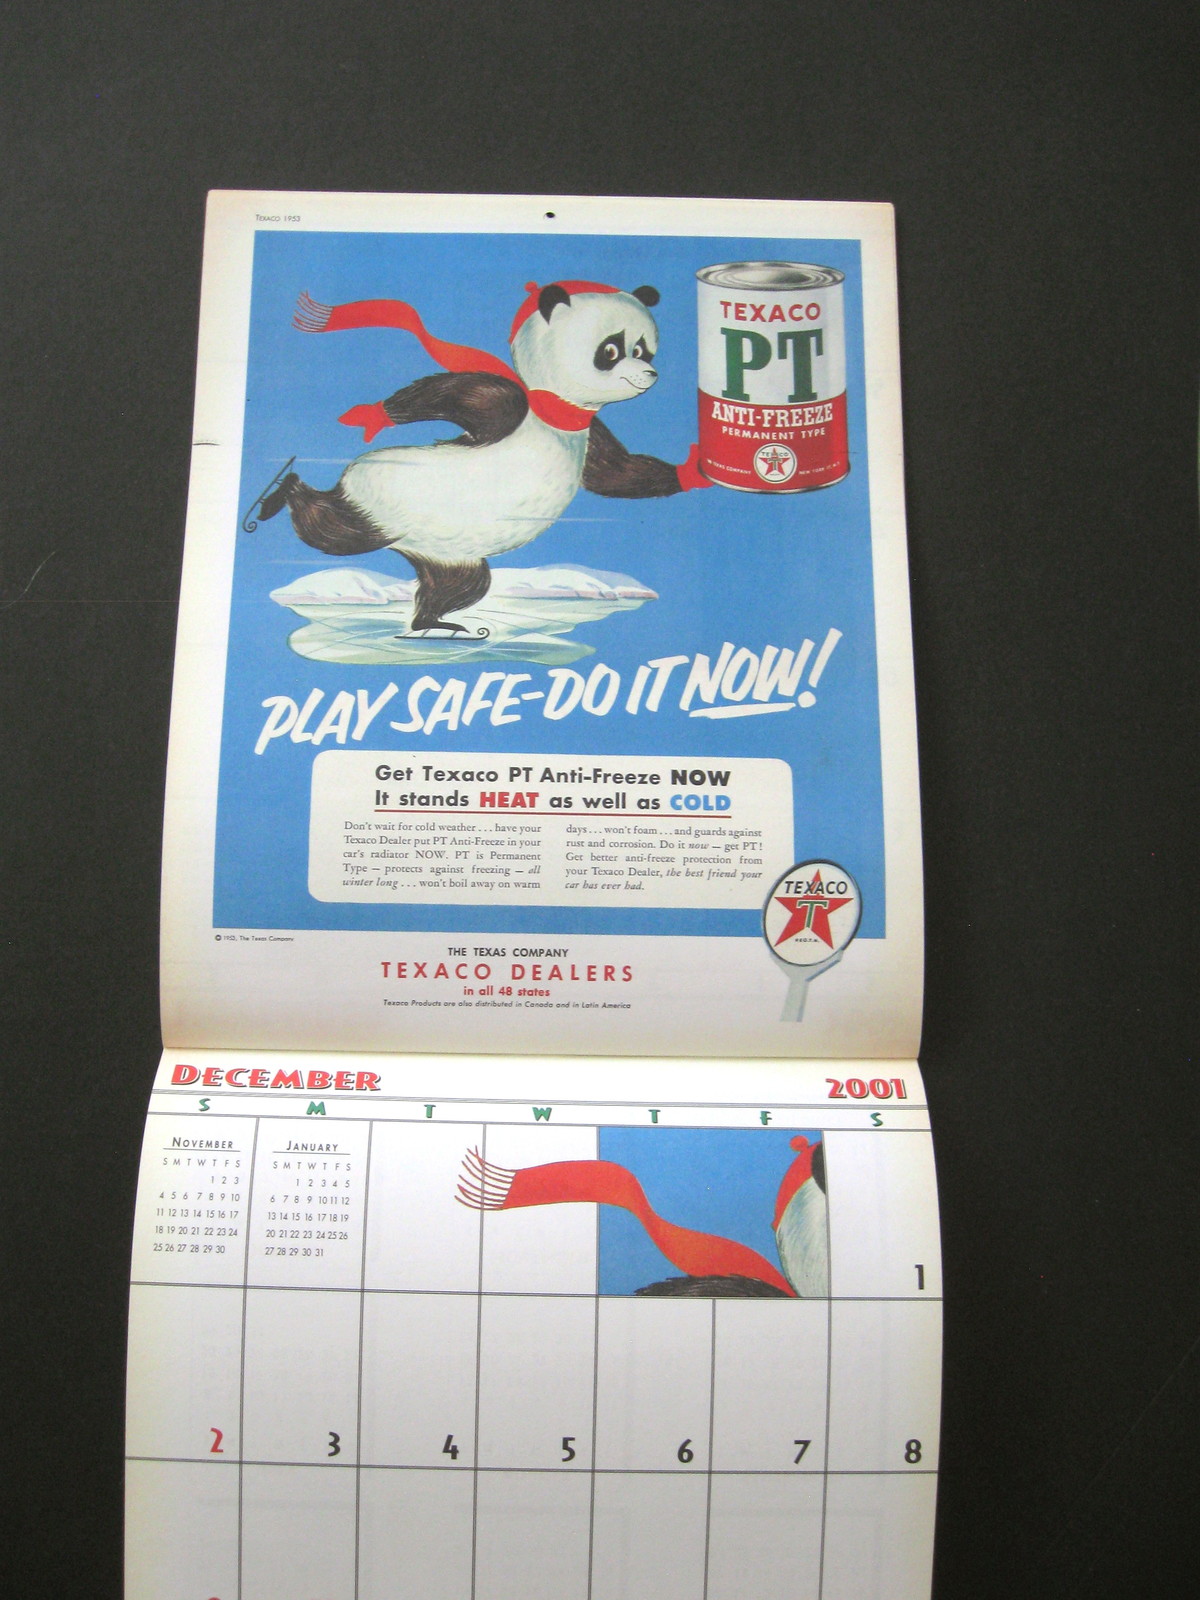 TEXACO 1953
TEXACO
PT
ANTI-FREEZE
PERMANENT TYPE
TEXACO
T
PLAY SAFE-DO IT NOW!
Get Texaco PT Anti-Freeze NOW
It stands HEAT as well as COLD
Don't wait for cold weather . . . have your
Texaco Dealer put PT Anti-Freeze in your
car's radiator NOW. PT is Permanent
Type — protects against freezing — all
winter long . . . won't boil away on warm
days . . . won't foam . . . and guards against
rust and corrosion. Do it now — get PT!
Get better anti-freeze protection from
your Texaco Dealer, the best friend your
car has ever had.
TEXACO
T
© 1953, The Texas Company
THE TEXAS COMPANY
TEXACO DEALERS
in all 48 states
Texaco Products are also distributed in Canada and in Latin America
DECEMBER 2001
S M T W T F S
NOVEMBER
S M T W T F S
1 2 3
4 5 6 7 8 9 10
11 12 13 14 15 16 17
18 19 20 21 22 23 24
25 26 27 28 29 30
JANUARY
S M T W T F S
1 2 3 4 5
6 7 8 9 10 11 12
13 14 15 16 17 18 19
20 21 22 23 24 25 26
27 28 29 30 31
1
2 3 4 5 6 7 8